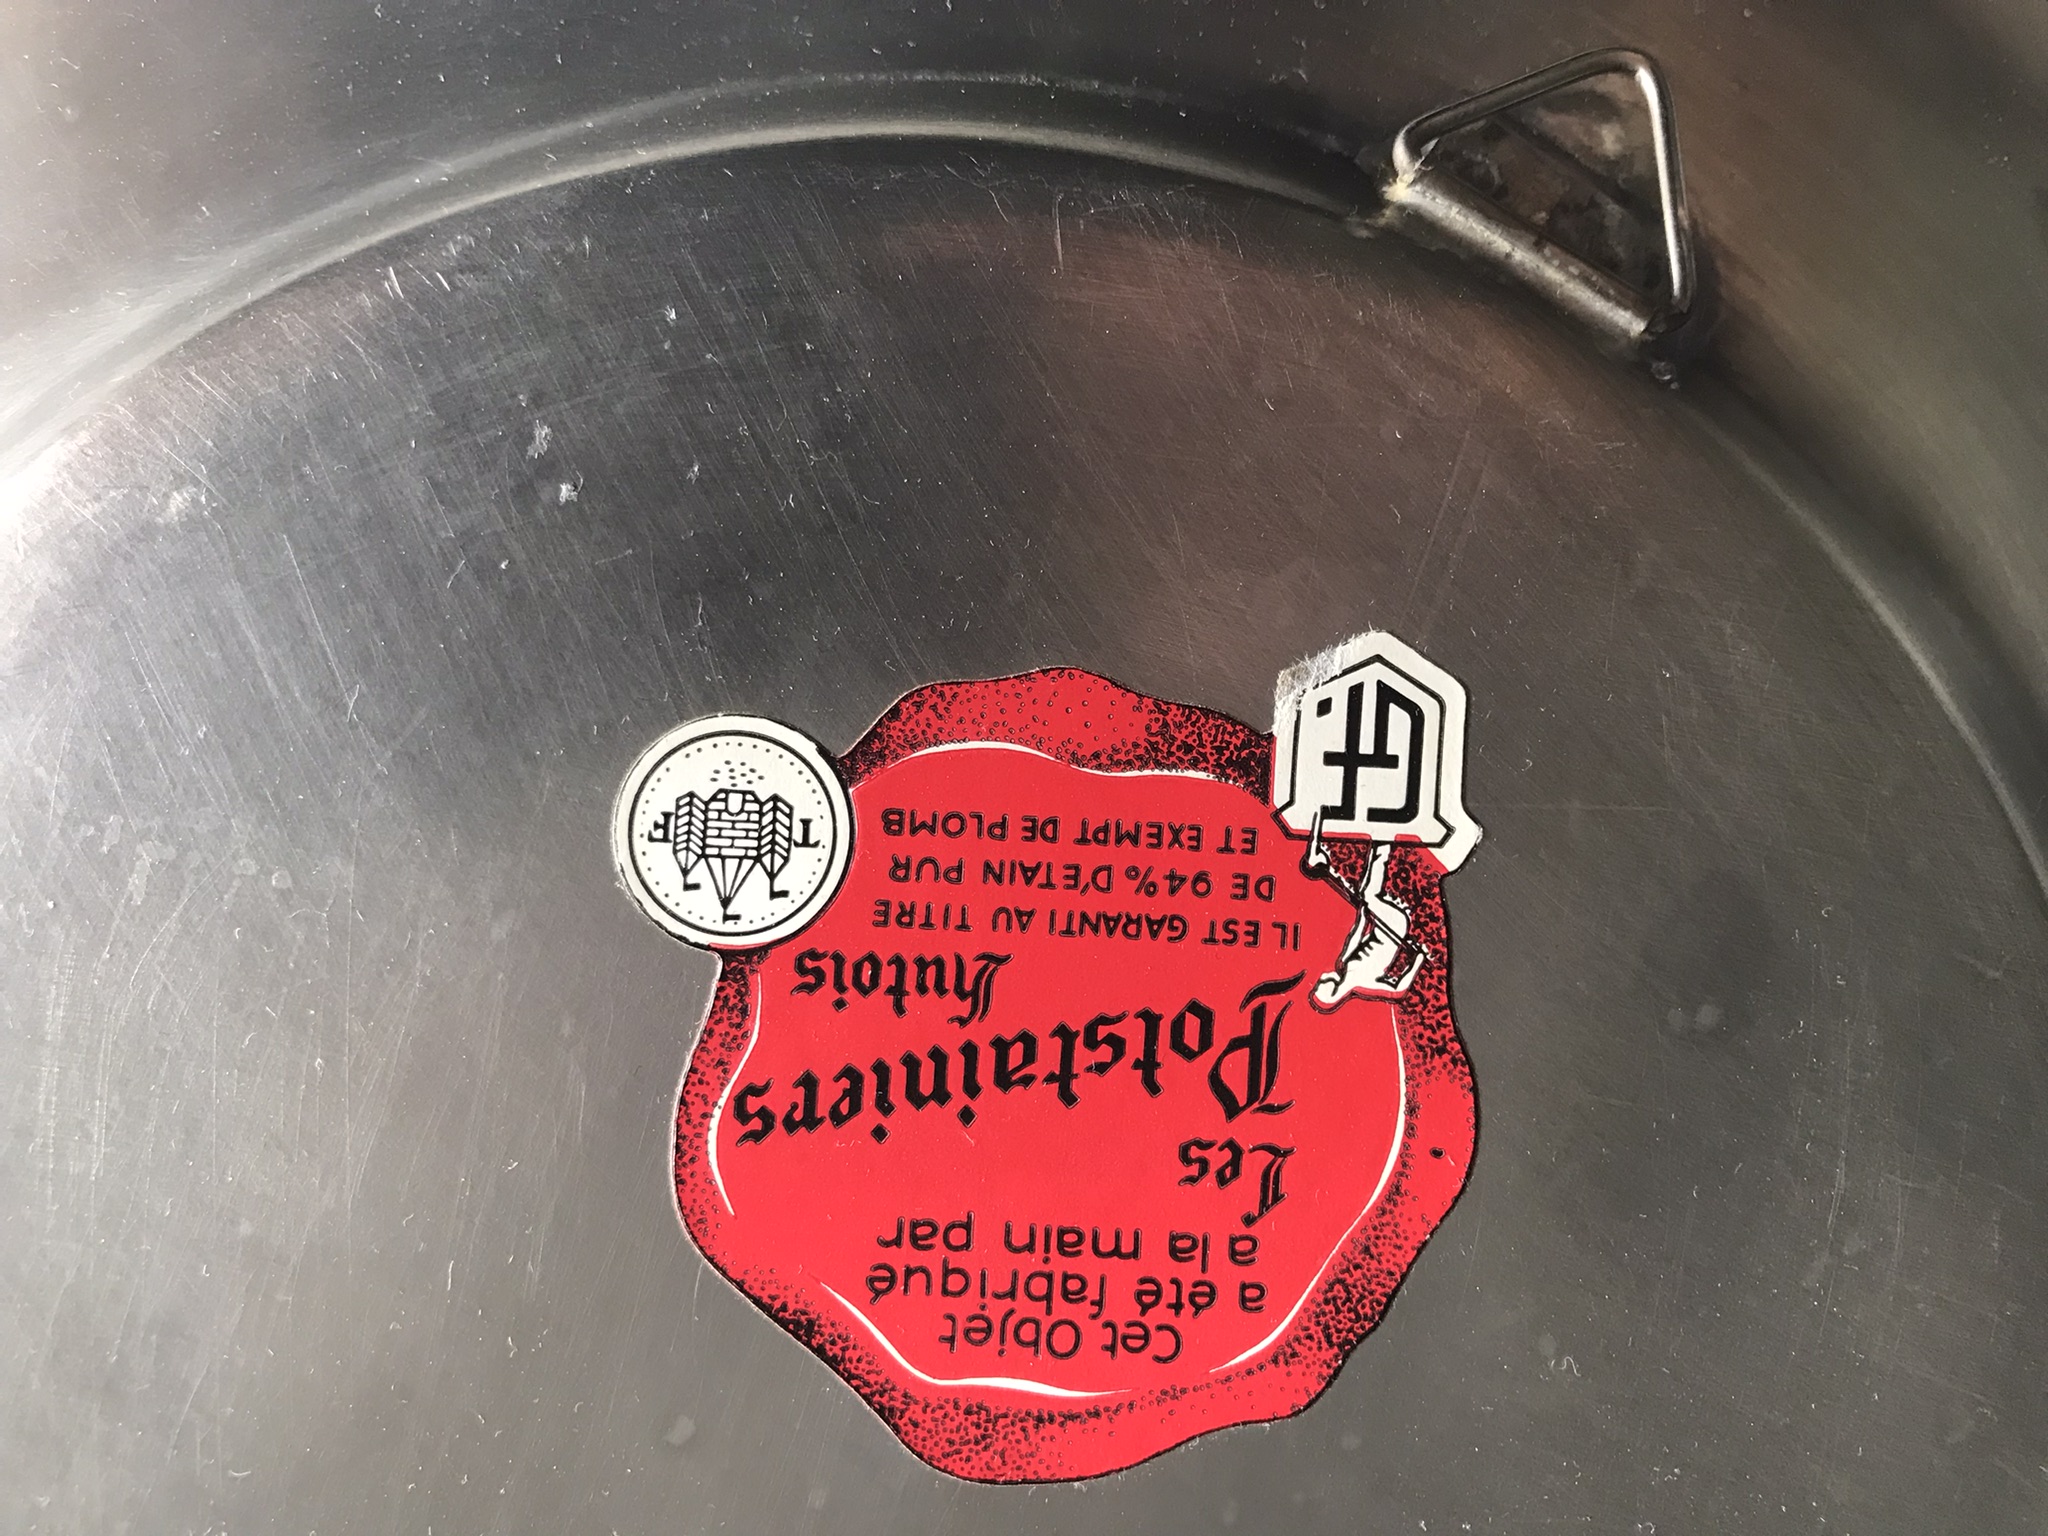 Cet Objet
a été fabriqué
a la main par
Les
Potstainiers
Hutois
IL EST GARANTI AU TITRE
DE 94% D'ETAIN PUR
ET EXEMPT DE PLOMB
T F